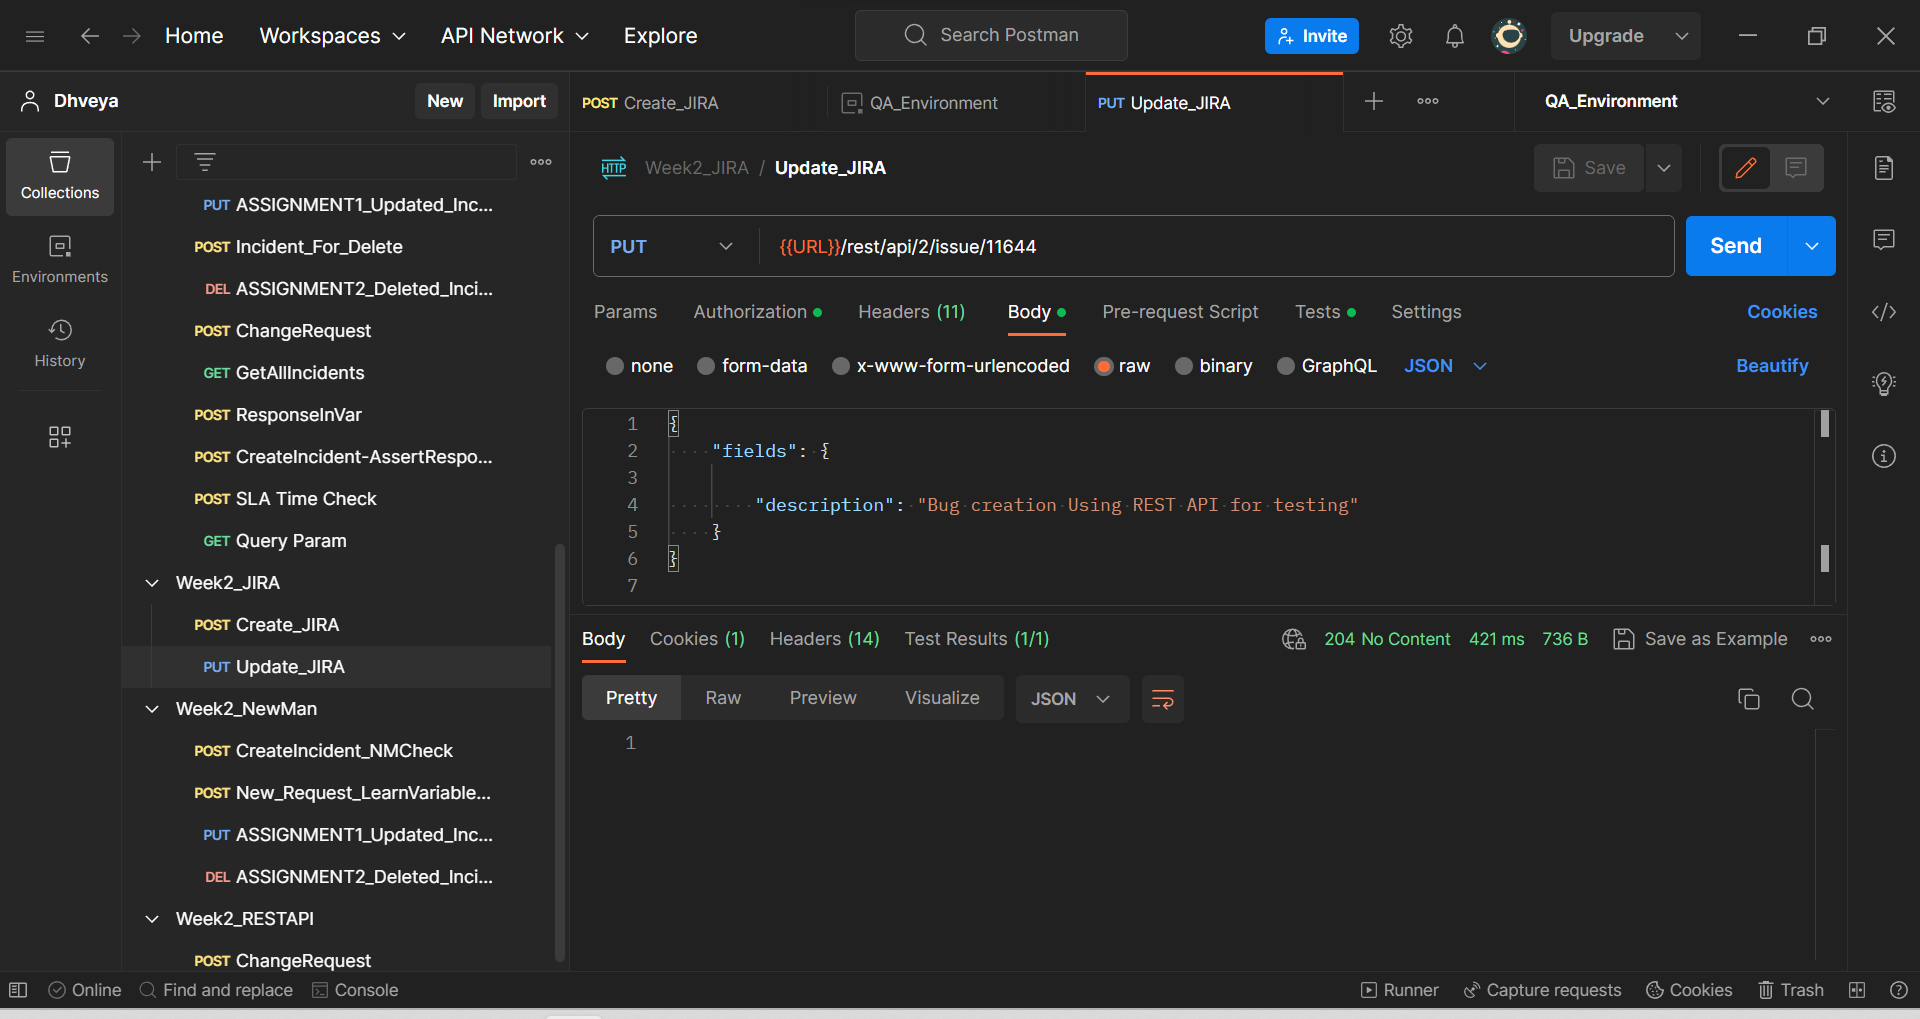 Home Workspaces API Network Explore Search Postman Invite Upgrade
Dhveya New Import
POST Create_JIRA QA_Environment PUT Update_JIRA QA_Environment
Collections
Environments
History
PUT ASSIGNMENT1_Updated_Inc...
POST Incident_For_Delete
DEL ASSIGNMENT2_Deleted_Inci...
POST ChangeRequest
GET GetAllIncidents
POST ResponseInVar
POST CreateIncident-AssertRespo...
POST SLA Time Check
GET Query Param
Week2_JIRA
POST Create_JIRA
PUT Update_JIRA
Week2_NewMan
POST CreateIncident_NMCheck
POST New_Request_LearnVariable...
PUT ASSIGNMENT1_Updated_Inc...
DEL ASSIGNMENT2_Deleted_Inci...
Week2_RESTAPI
POST ChangeRequest
HTTP Week2_JIRA / Update_JIRA Save
PUT {{URL}}/rest/api/2/issue/11644 Send
Params Authorization Headers (11) Body Pre-request Script Tests Settings Cookies
none form-data x-www-form-urlencoded raw binary GraphQL JSON Beautify
1 {
2 "fields": {
3
4 "description": "Bug creation Using REST API for testing"
5 }
6 }
7
Body Cookies (1) Headers (14) Test Results (1/1) 204 No Content 421 ms 736 B Save as Example
Pretty Raw Preview Visualize JSON
1
Online Find and replace Console Runner Capture requests Cookies Trash